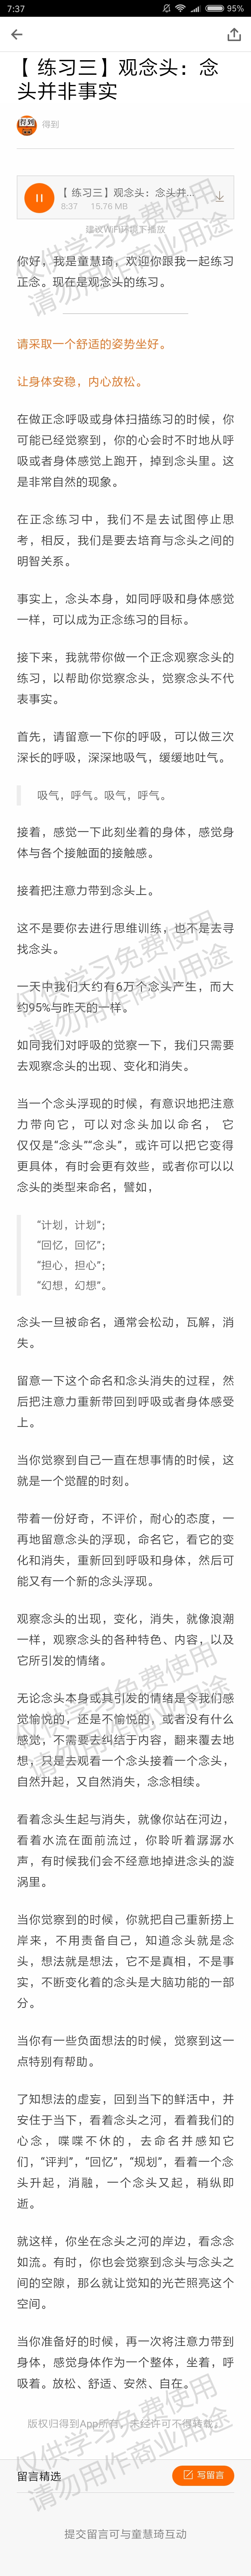 7:37
95%
【 练习三】观念头：念
头并非事实
得到
得到
【 练习三】观念头：念头并...
8:37 15.76 MB
建议WiFi环境下播放
你好，我是童慧琦，欢迎你跟我一起练习
正念。现在是观念头的练习。
请采取一个舒适的姿势坐好。
让身体安稳，内心放松。
在做正念呼吸或身体扫描练习的时候，你
可能已经觉察到，你的心会时不时地从呼
吸或者身体感觉上跑开，掉到念头里。这
是非常自然的现象。
在正念练习中，我们不是去试图停止思
考，相反，我们是要去培育与念头之间的
明智关系。
事实上，念头本身，如同呼吸和身体感觉
一样，可以成为正念练习的目标。
接下来，我就带你做一个正念观察念头的
练习，以帮助你觉察念头，觉察念头不代
表事实。
首先，请留意一下你的呼吸，可以做三次
深长的呼吸，深深地吸气，缓缓地吐气。
吸气，呼气。吸气，呼气。
接着，感觉一下此刻坐着的身体，感觉身
体与各个接触面的接触感。
接着把注意力带到念头上。
这不是要你去进行思维训练，也不是去寻
找念头。
一天中我们大约有6万个念头产生，而大
约95%与昨天的一样。
如同我们对呼吸的觉察一下，我们只需要
去观察念头的出现、变化和消失。
当一个念头浮现的时候，有意识地把注意
力带向它，可以对念头加以命名， 它
仅仅是“念头”“念头”，或许可以把它变得
更具体，有时会更有效些，或者你可以以
念头的类型来命名，譬如，
“计划，计划”；
“回忆，回忆”；
“担心，担心”；
“幻想，幻想”。
念头一旦被命名，通常会松动，瓦解，消
失。
留意一下这个命名和念头消失的过程，然
后把注意力重新带回到呼吸或者身体感受
上。
当你觉察到自己一直在想事情的时候，这
就是一个觉醒的时刻。
带着一份好奇，不评价，耐心的态度，一
再地留意念头的浮现，命名它，看它的变
化和消失，重新回到呼吸和身体，然后可
能又有一个新的念头浮现。
观察念头的出现，变化，消失，就像浪潮
一样，观察念头的各种特色、内容，以及
它所引发的情绪。
无论念头本身或其引发的情绪是令我们感
觉愉悦的，还是不愉悦的，或者没有什么
感觉，不需要去纠结于内容，翻来覆去地
想，只是去观看一个念头接着一个念头，
自然升起，又自然消失，念念相续。
看着念头生起与消失，就像你站在河边，
看着水流在面前流过，你聆听着潺潺水
声，有时候我们会不经意地掉进念头的漩
涡里。
当你觉察到的时候，你就把自己重新捞上
岸来，不用责备自己，知道念头就是念
头，想法就是想法，它不是真相，不是事
实，不断变化着的念头是大脑功能的一部
分。
当你有一些负面想法的时候，觉察到这一
点特别有帮助。
了知想法的虚妄，回到当下的鲜活中，并
安住于当下，看着念头之河，看着我们的
心念，喋喋不休的，去命名并感知它
们，“评判”，“回忆”，“规划”，看着一个念
头升起，消融，一个念头又起，稍纵即
逝。
就这样，你坐在念头之河的岸边，看念念
如流。有时，你也会觉察到念头与念头之
间的空隙，那么就让觉知的光芒照亮这个
空间。
当你准备好的时候，再一次将注意力带到
身体，感觉身体作为一个整体，坐着，呼
吸着。放松、舒适、安然、自在。
版权归得到App所有，未经许可不得转载
留言精选
写留言
提交留言可与童慧琦互动
仅供学习免费使用
请勿用作商业用途
仅供学习免费使用
请勿用作商业用途
仅供学习免费使用
请勿用作商业用途
仅供学习免费使用
请勿用作商业用途